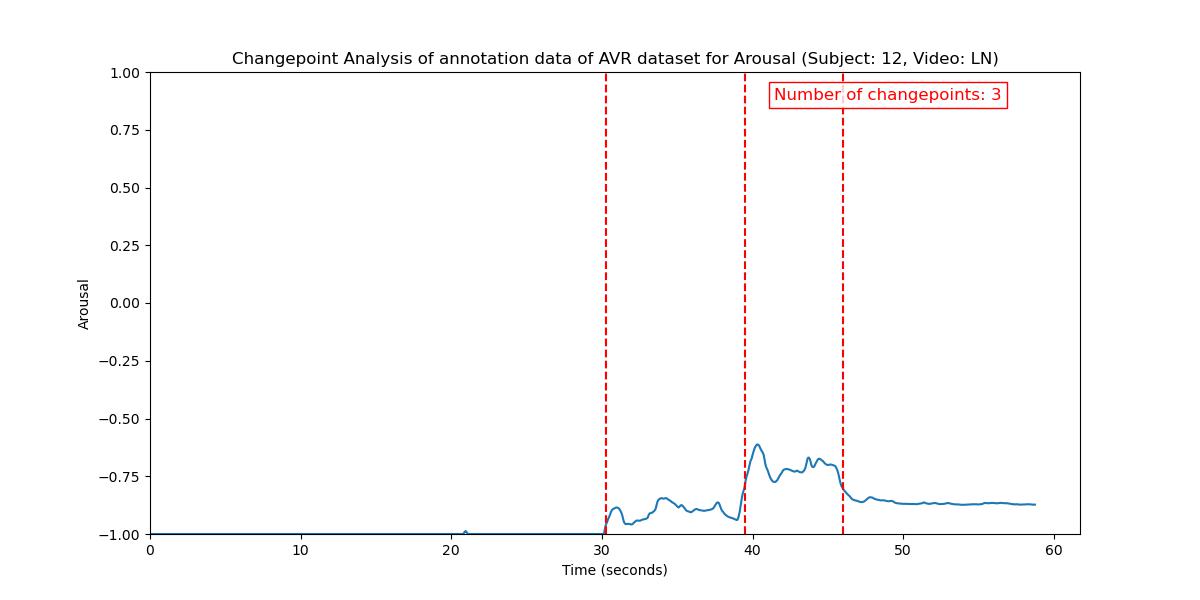 Changepoint Analysis of annotation data of AVR dataset for Arousal (Subject: 12, Video: LN)
Number of changepoints: 3
1.00
0.75
0.50
0.25
0.00
−0.25
−0.50
−0.75
−1.00
Arousal
0 10 20 30 40 50 60
Time (seconds)